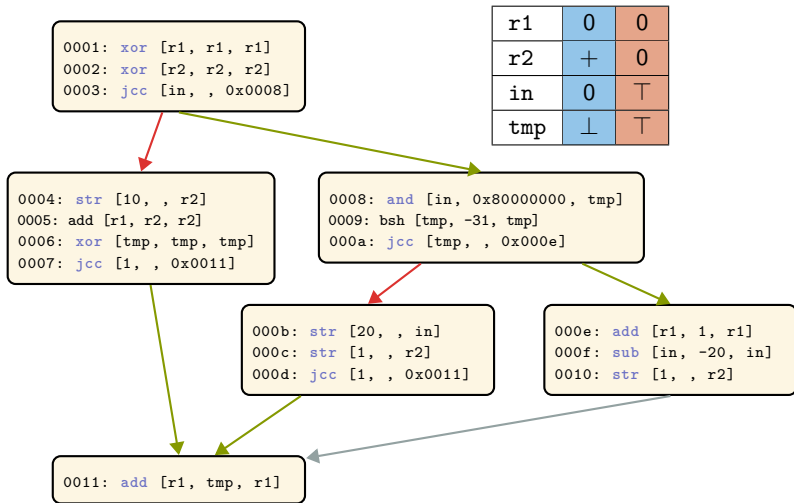 0001: xor [r1, r1, r1]
0002: xor [r2, r2, r2]
0003: jcc [in, , 0x0008]
r1 0 0
r2 + 0
in 0 ⊤
tmp ⊥ ⊤
0004: str [10, , r2]
0005: add [r1, r2, r2]
0006: xor [tmp, tmp, tmp]
0007: jcc [1, , 0x0011]
0008: and [in, 0x80000000, tmp]
0009: bsh [tmp, -31, tmp]
000a: jcc [tmp, , 0x000e]
000b: str [20, , in]
000c: str [1, , r2]
000d: jcc [1, , 0x0011]
000e: add [r1, 1, r1]
000f: sub [in, -20, in]
0010: str [1, , r2]
0011: add [r1, tmp, r1]